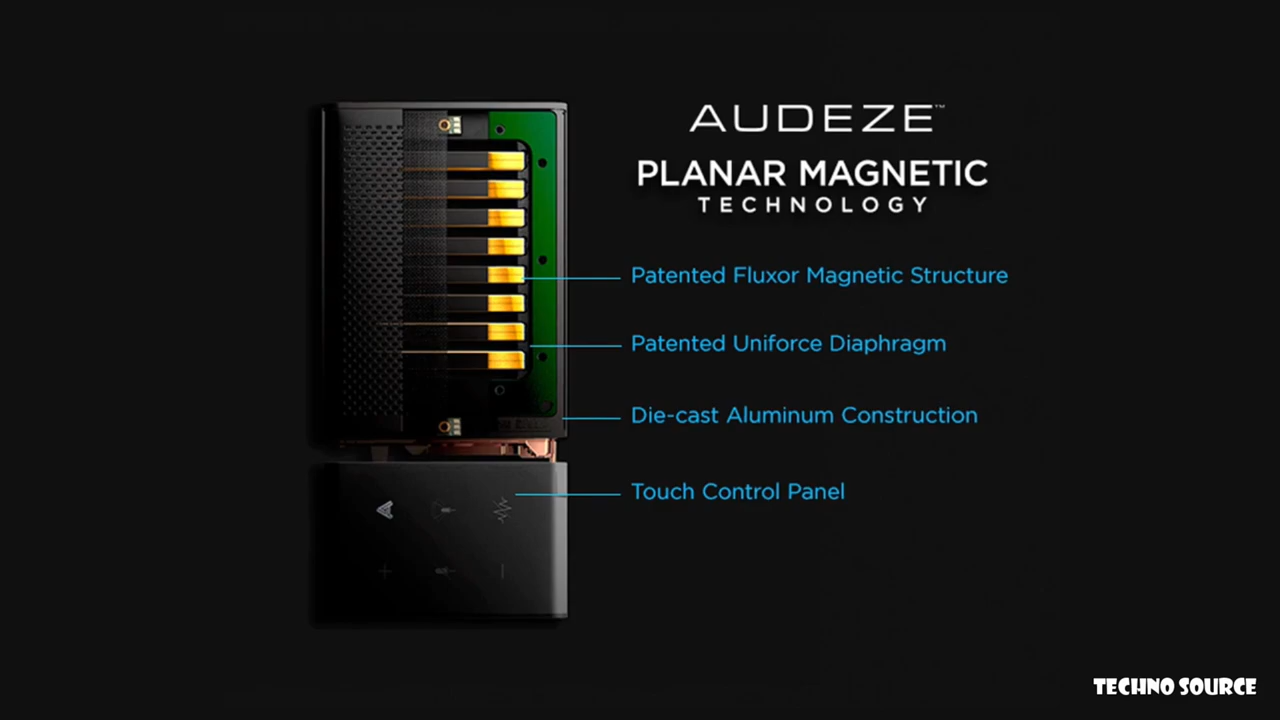 AUDEZE™
PLANAR MAGNETIC
TECHNOLOGY
Patented Fluxor Magnetic Structure
Patented Uniforce Diaphragm
Die-cast Aluminum Construction
Touch Control Panel
TECHNO SOURCE